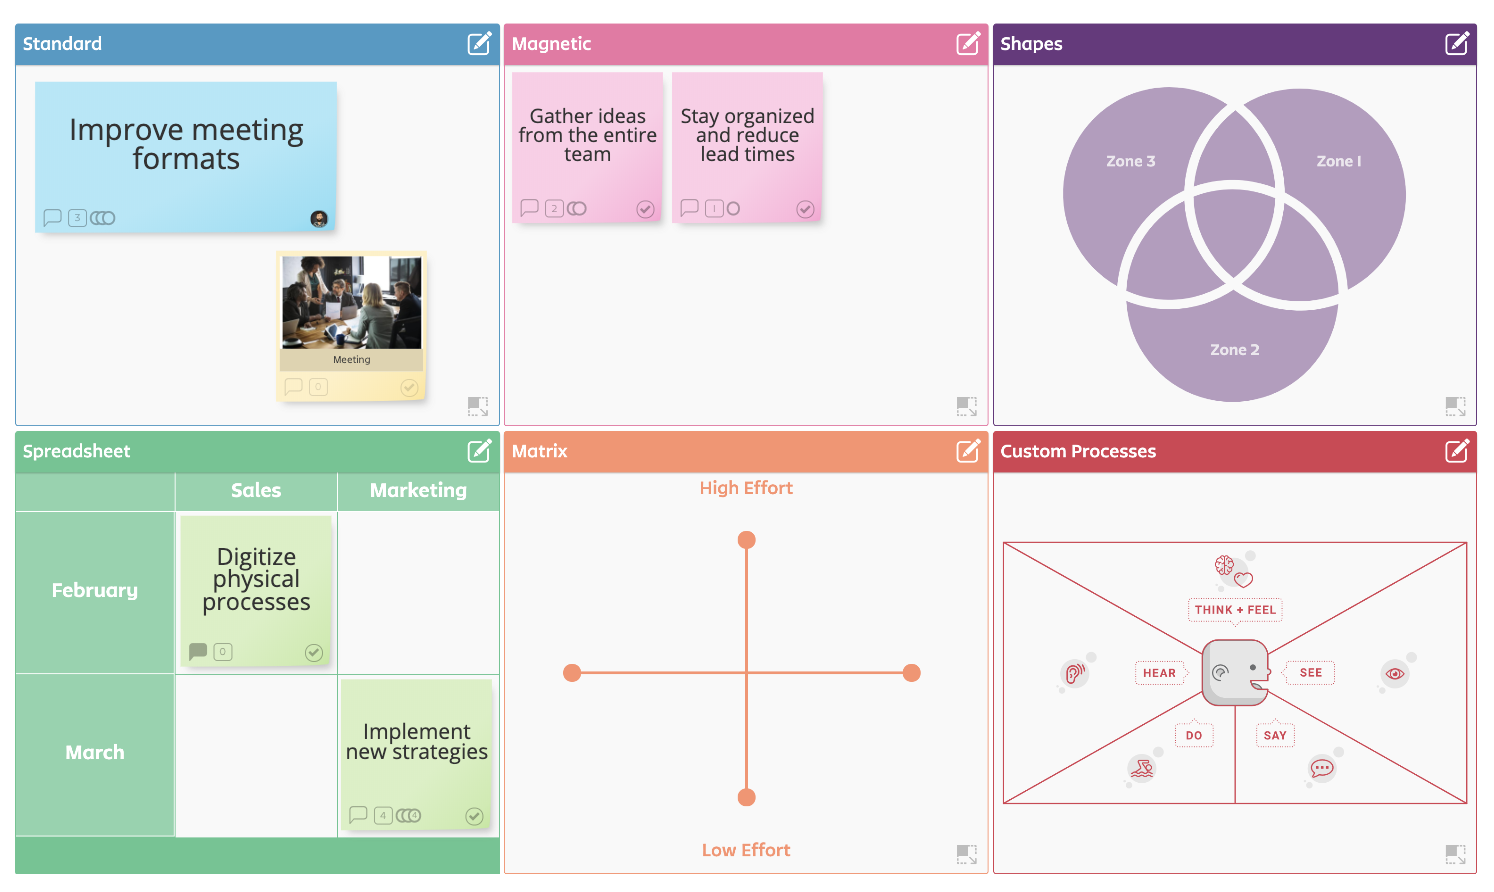 Standard
Improve meeting
formats
3
Meeting
0
Magnetic
Gather ideas
from the entire
team
2
Stay organized
and reduce
lead times
1
Shapes
Zone 3
Zone 1
Zone 2
Spreadsheet
Sales
Marketing
February
Digitize
physical
processes
0
March
Implement
new strategies
4
4
Matrix
High Effort
Low Effort
Custom Processes
THINK + FEEL
HEAR
SEE
DO
SAY